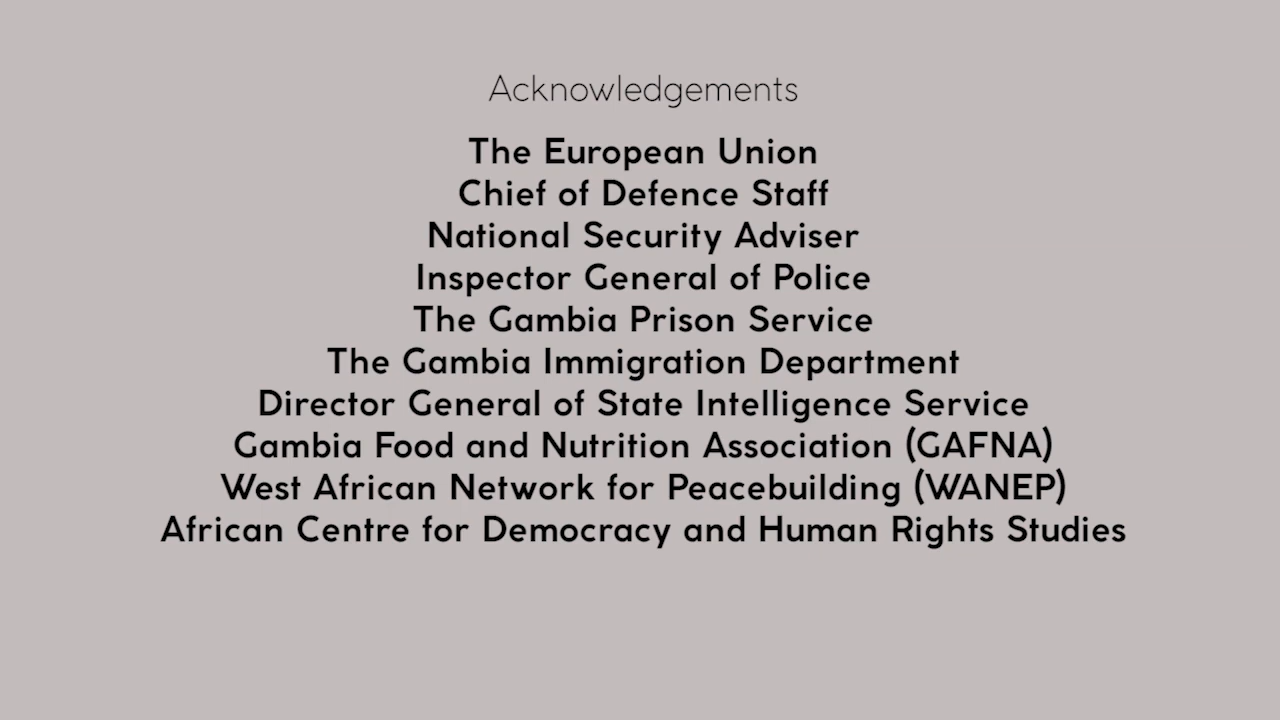 Acknowledgements
The European Union
Chief of Defence Staff
National Security Adviser
Inspector General of Police
The Gambia Prison Service
The Gambia Immigration Department
Director General of State Intelligence Service
Gambia Food and Nutrition Association (GAFNA)
West African Network for Peacebuilding (WANEP)
African Centre for Democracy and Human Rights Studies